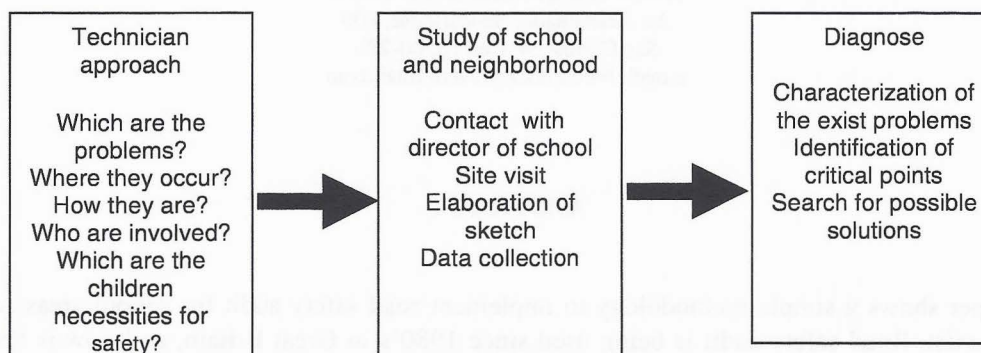 Technician
approach
Which are the
problems?
Where they occur?
How they are?
Who are involved?
Which are the
children
necessities for
safety?
Study of school
and neighborhood
Contact with
director of school
Site visit
Elaboration of
sketch
Data collection
Diagnose
Characterization of
the exist problems
Identification of
critical points
Search for possible
solutions